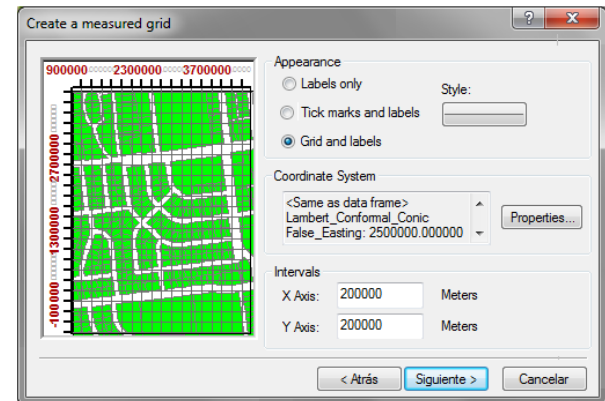 Create a measured grid
900000 2300000 3700000
2700000
1300000
-100000
Appearance
Labels only
Tick marks and labels
Grid and labels
Style:
Coordinate System
<Same as data frame>
Lambert_Conformal_Conic
False_Easting: 2500000.000000
Properties...
Intervals
X Axis: 200000 Meters
Y Axis: 200000 Meters
< Atrás Siguiente > Cancelar